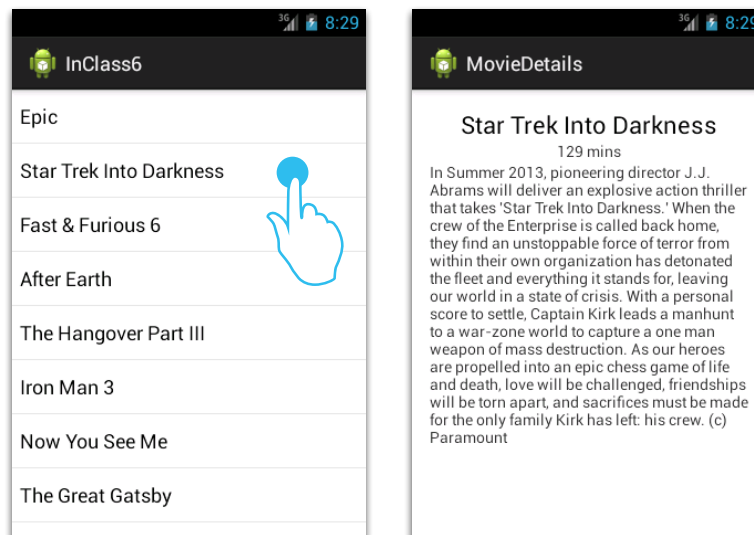 3G 8:29
InClass6
Epic
Star Trek Into Darkness
Fast & Furious 6
After Earth
The Hangover Part III
Iron Man 3
Now You See Me
The Great Gatsby
3G 8:29
MovieDetails
Star Trek Into Darkness
129 mins
In Summer 2013, pioneering director J.J.
Abrams will deliver an explosive action thriller
that takes 'Star Trek Into Darkness.' When the
crew of the Enterprise is called back home,
they find an unstoppable force of terror from
within their own organization has detonated
the fleet and everything it stands for, leaving
our world in a state of crisis. With a personal
score to settle, Captain Kirk leads a manhunt
to a war-zone world to capture a one man
weapon of mass destruction. As our heroes
are propelled into an epic chess game of life
and death, love will be challenged, friendships
will be torn apart, and sacrifices must be made
for the only family Kirk has left: his crew. (c)
Paramount